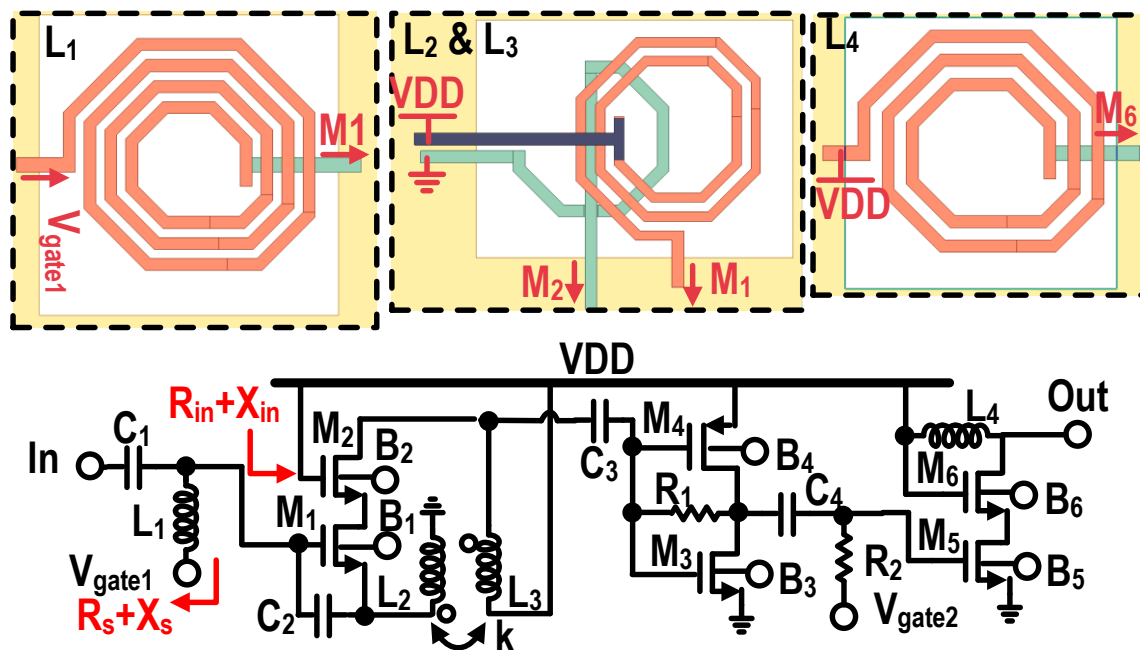 L1
M1
Vgate1
L2 & L3
VDD
M2
M1
L4
M6
VDD
VDD
Rin+Xin
C1
In
L1
Vgate1
Rs+Xs
M2
B2
M1
B1
C2
L2
L3
k
C3
M4
B4
R1
M3
B3
C4
R2
Vgate2
L4
Out
M6
B6
M5
B5